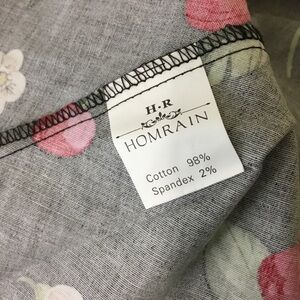 H·R
HOMRAIN
Cotton 98%
Spandex 2%